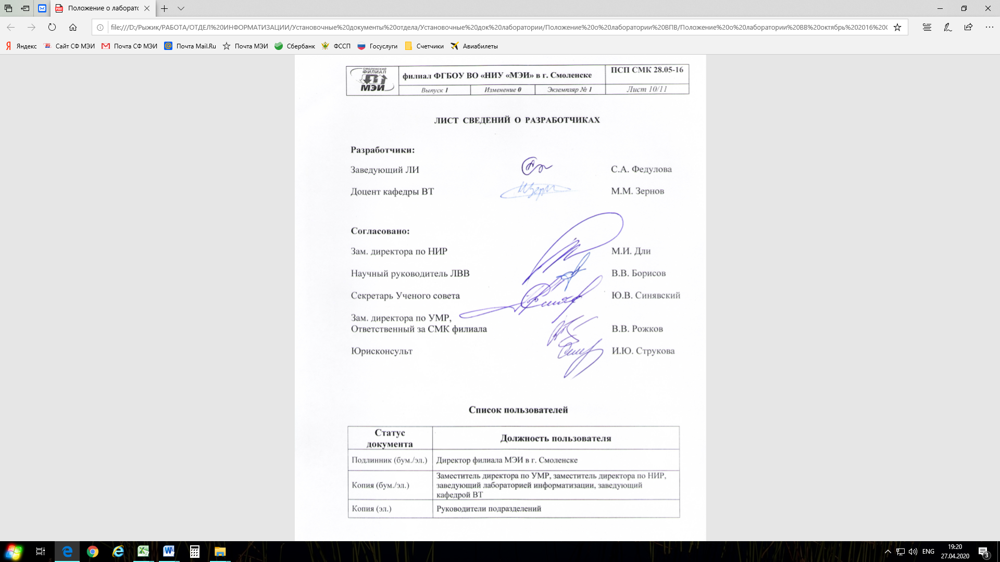 Положение о лаборато
file:///D:/Рыжик/РАБОТА/ОТДЕЛ%20ИНФОРМАТИЗАЦИИ/Установочные%20документы%20отдела/Установочные%20док%20лаборатории/Положение%20о%20лаборатории%20ВПВ/Положение%20о%20лаборатории%20ВВ%20октябрь%202016%20
Яндекс Сайт СФ МЭИ Почта СФ МЭИ Почта Mail.Ru Почта МЭИ Сбербанк ФССП Госуслуги Счетчики Авиабилеты
СМОЛЕНСКИЙ
ФИЛИАЛ
МЭИ
филиал ФГБОУ ВО «НИУ «МЭИ» в г. Смоленске
ПСП СМК 28.05-16
Выпуск 1 Изменение 0 Экземпляр № 1 Лист 10/11
ЛИСТ СВЕДЕНИЙ О РАЗРАБОТЧИКАХ
Разработчики:
Заведующий ЛИ С.А. Федулова
Доцент кафедры ВТ М.М. Зернов
Согласовано:
Зам. директора по НИР М.И. Дли
Научный руководитель ЛВВ В.В. Борисов
Секретарь Ученого совета Ю.В. Синявский
Зам. директора по УМР,
Ответственный за СМК филиала В.В. Рожков
Юрисконсульт И.Ю. Струкова
Список пользователей
Статус
документа
Должность пользователя
Подлинник (бум./эл.) Директор филиала МЭИ в г. Смоленске
Копия (бум./эл.)
Заместитель директора по УМР, заместитель директора по НИР,
заведующий лабораторией информатизации, заведующий
кафедрой ВТ
Копия (эл.) Руководители подразделений
ENG
19:20
27.04.2020
3